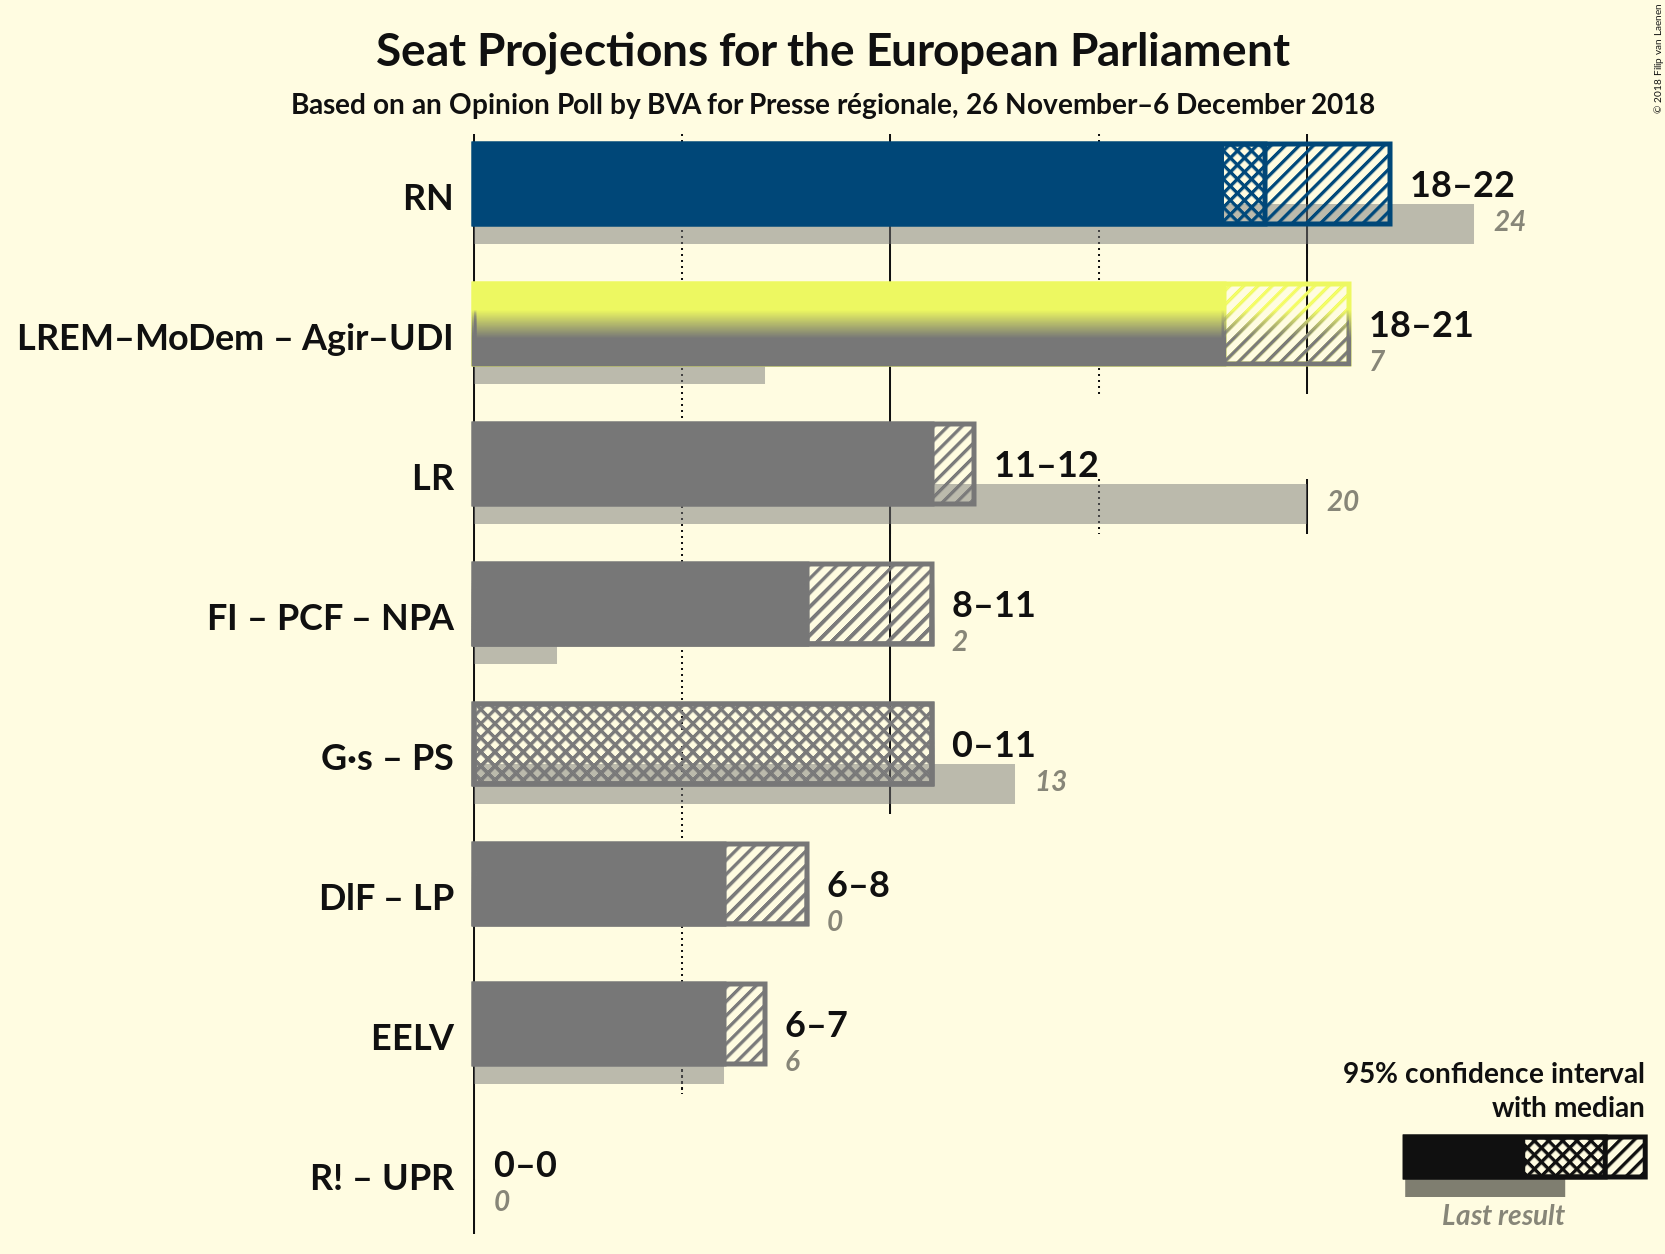 Seat Projections for the European Parliament
Based on an Opinion Poll by BVA for Presse régionale, 26 November–6 December 2018
© 2018 Filip van Laenen
RN
18–22
24
LREM–MoDem – Agir–UDI
18–21
7
LR
11–12
20
FI – PCF – NPA
8–11
2
G·s – PS
0–11
13
DlF – LP
6–8
0
EELV
6–7
6
R! – UPR
0–0
0
95% confidence interval
with median
Last result